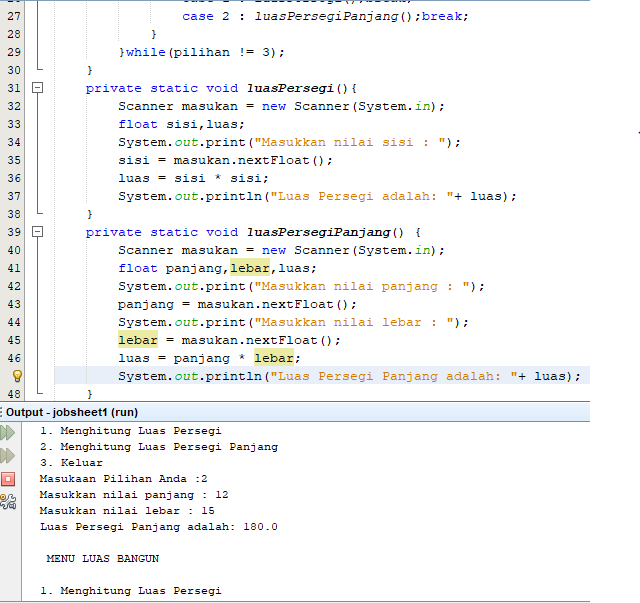 27 case 2 : luasPersegiPanjang();break;
28 }
29 }while(pilihan != 3);
30 }
31 private static void luasPersegi(){
32 Scanner masukan = new Scanner(System.in);
33 float sisi,luas;
34 System.out.print("Masukkan nilai sisi : ");
35 sisi = masukan.nextFloat();
36 luas = sisi * sisi;
37 System.out.println("Luas Persegi adalah: "+ luas);
38 }
39 private static void luasPersegiPanjang() {
40 Scanner masukan = new Scanner(System.in);
41 float panjang,lebar,luas;
42 System.out.print("Masukkan nilai panjang : ");
43 panjang = masukan.nextFloat();
44 System.out.print("Masukkan nilai lebar : ");
45 lebar = masukan.nextFloat();
46 luas = panjang * lebar;
System.out.println("Luas Persegi Panjang adalah: "+ luas);
48 }
Output - jobsheet1 (run)
1. Menghitung Luas Persegi
2. Menghitung Luas Persegi Panjang
3. Keluar
Masukaan Pilihan Anda :2
Masukkan nilai panjang : 12
Masukkan nilai lebar : 15
Luas Persegi Panjang adalah: 180.0
MENU LUAS BANGUN
1. Menghitung Luas Persegi